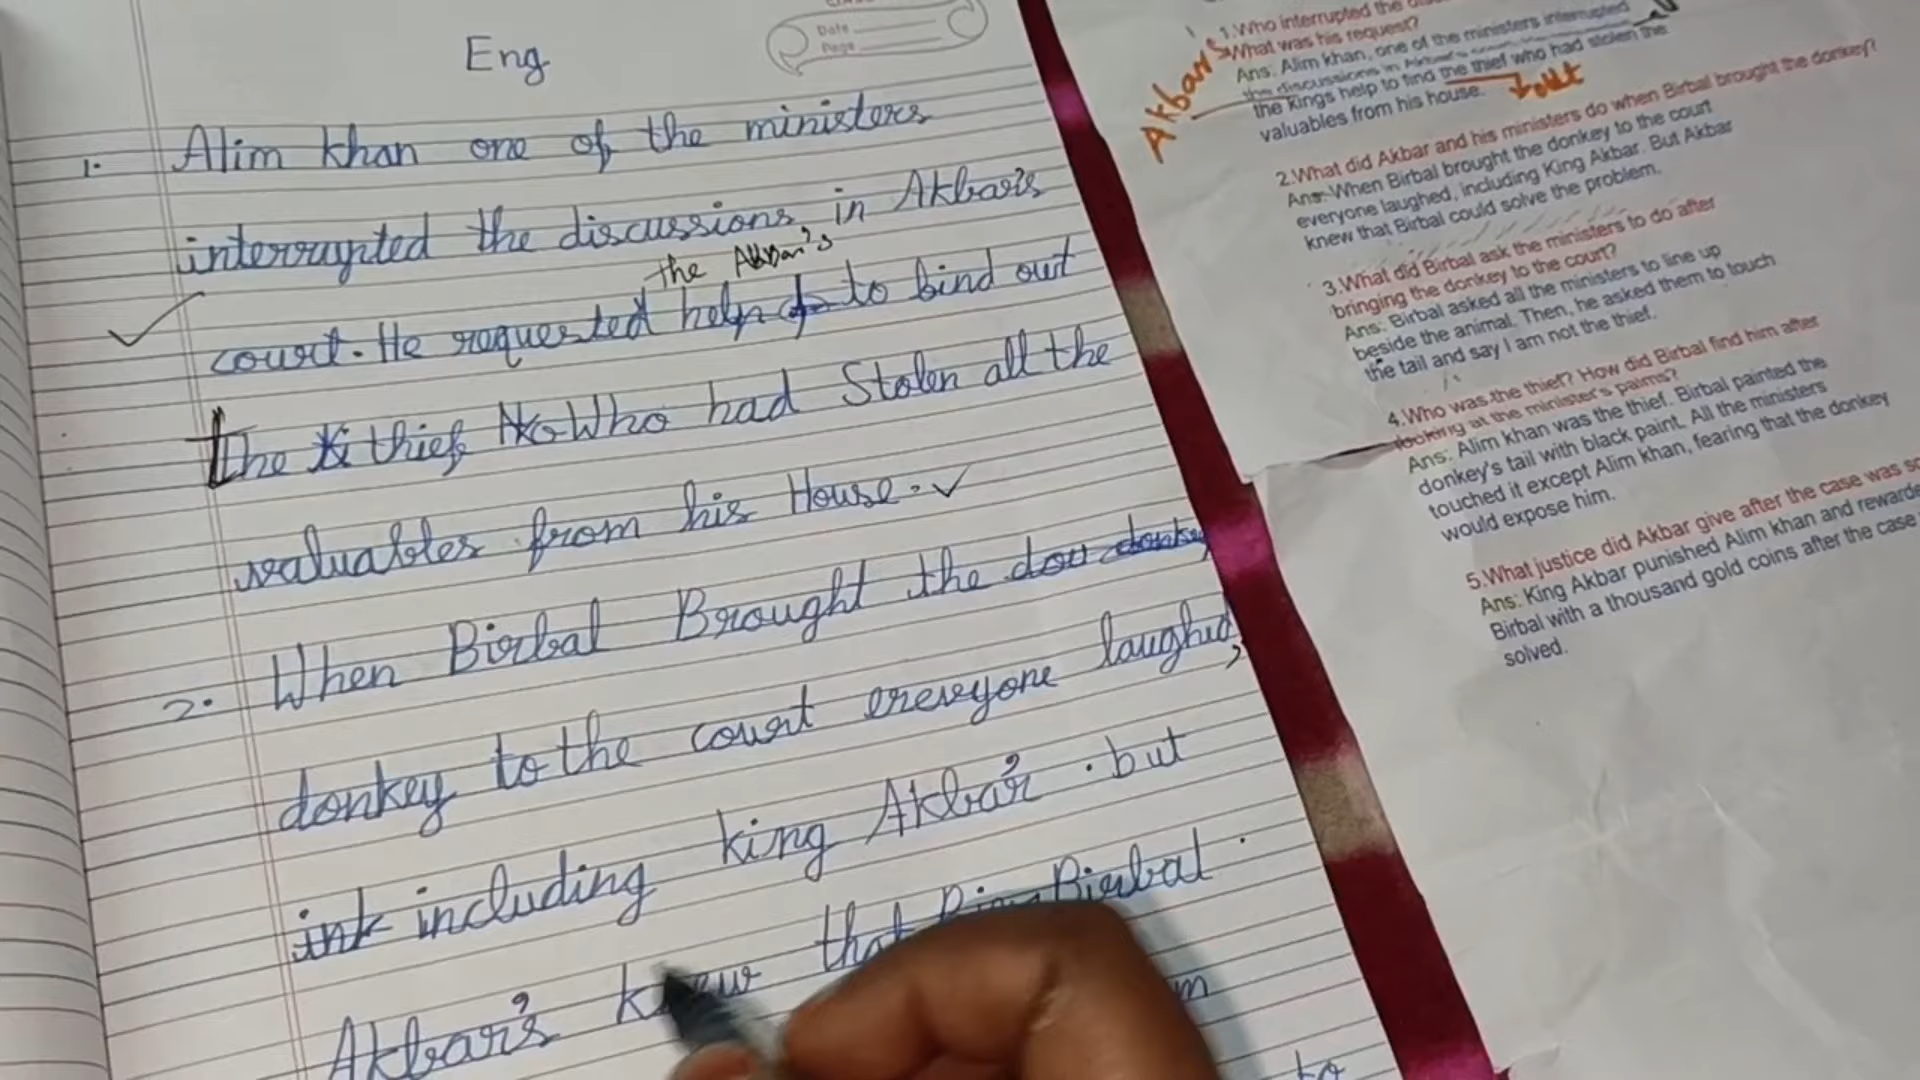 Eng
Date
Page
1. Alim khan one of the ministers
interrupted the discussions in Akbar's
the Akbar's
court. He requested help to bind out
the thief Who had Stolen all the
valuables from his House.
2. When Birbal Brought the dou donkey
donkey to the court erevyone laughed,
ink including king Akbar . but
Akbar's knew that Birbal
to
1.Who interrupted the
What was his request?
Ans: Alim khan, one of the ministers interrupted
the discussions in Akbar's
the Kings help to find the thief who had stolen the
valuables from his house.
Akbar's
out
2.What did Akbar and his ministers do when Birbal brought the donkey?
Ans: When Birbal brought the donkey to the court
everyone laughed, including King Akbar. But Akbar
knew that Birbal could solve the problem.
3.What did Birbal ask the ministers to do after
bringing the donkey to the court?
Ans: Birbal asked all the ministers to line up
beside the animal. Then, he asked them to touch
the tail and say I am not the thief.
4.Who was the thief? How did Birbal find him after
looking at the minister's palms?
Ans: Alim khan was the thief. Birbal painted the
donkey's tail with black paint. All the ministers
touched it except Alim khan, fearing that the donkey
would expose him.
5.What justice did Akbar give after the case was
Ans: King Akbar punished Alim khan and
Birbal with a thousand gold coins after the case
solved.